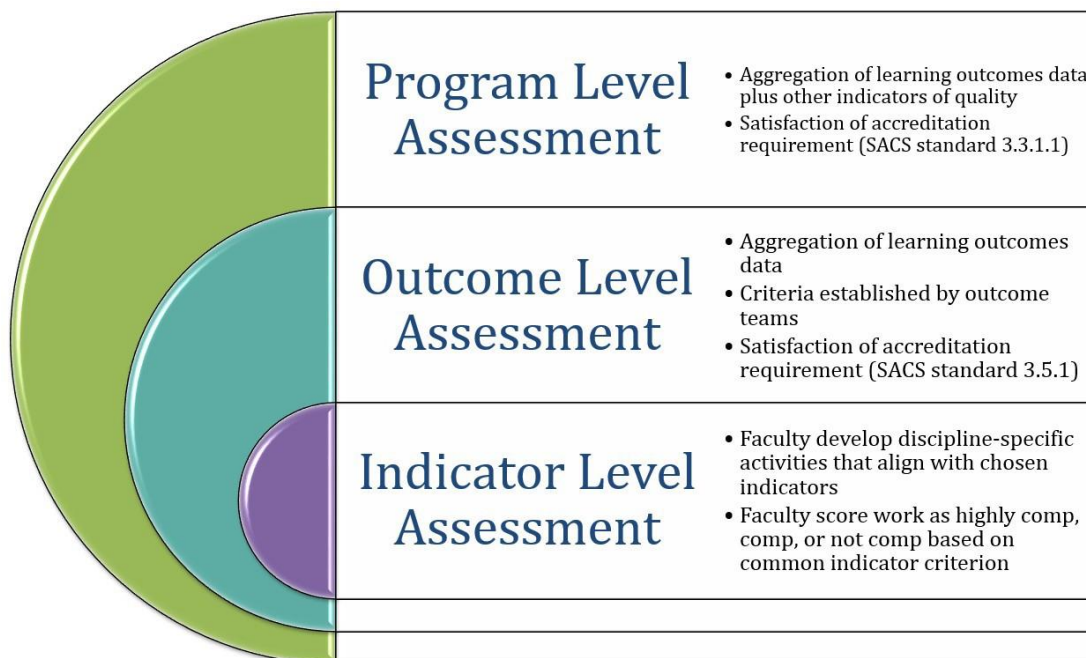 Program Level
Assessment
• Aggregation of learning outcomes data
plus other indicators of quality
• Satisfaction of accreditation
requirement (SACS standard 3.3.1.1)
Outcome Level
Assessment
• Aggregation of learning outcomes
data
• Criteria established by outcome
teams
• Satisfaction of accreditation
requirement (SACS standard 3.5.1)
Indicator Level
Assessment
• Faculty develop discipline-specific
activities that align with chosen
indicators
• Faculty score work as highly comp,
comp, or not comp based on
common indicator criterion